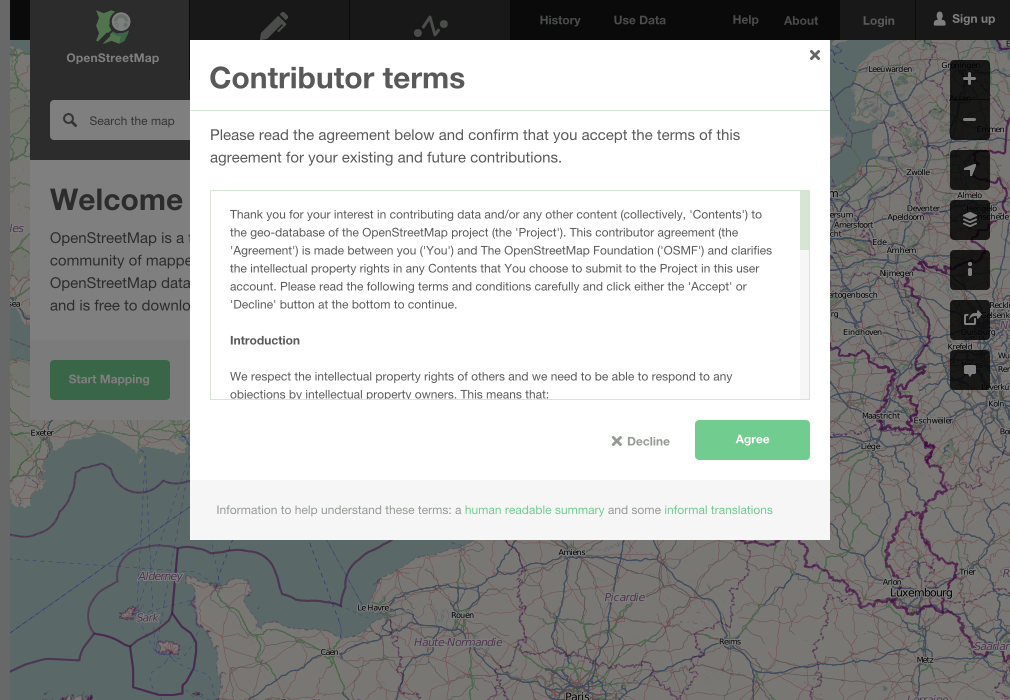 History Use Data Help About Login Sign up
OpenStreetMap
Search the map
Contributor terms
Please read the agreement below and confirm that you accept the terms of this
agreement for your existing and future contributions.
Thank you for your interest in contributing data and/or any other content (collectively, 'Contents') to
the geo-database of the OpenStreetMap project (the 'Project'). This contributor agreement (the
'Agreement') is made between you ('You') and The OpenStreetMap Foundation ('OSMF') and clarifies
the intellectual property rights in any Contents that You choose to submit to the Project in this user
account. Please read the following terms and conditions carefully and click either the 'Accept' or
'Decline' button at the bottom to continue.
Introduction
We respect the intellectual property rights of others and we need to be able to respond to any
objections by intellectual property owners. This means that:
Decline
Agree
Information to help understand these terms: a human readable summary and some informal translations
Welcome
OpenStreetMap is a
community of mappe
OpenStreetMap data
and is free to downlo
Start Mapping
Leeuwarden
Zwolle
Almelo
Deventer
Apeldoorn
Amersfoort
Ede
Arnhem
Nijmegen
Eindhoven
Krefeld
Köln
Maastricht
Eschweiler
Liège
Exeter
Alderney
Sark
Amiens
Le Havre
Rouen
Picardie
Haute-Normandie
Caen
Reims
Paris
Arlon
Trier
Luxembourg
Metz